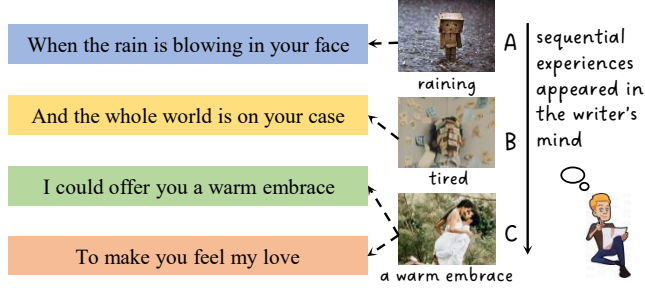 When the rain is blowing in your face
And the whole world is on your case
I could offer you a warm embrace
To make you feel my love
raining
A
tired
B
a warm embrace
C
sequential
experiences
appeared in
the writer's
mind